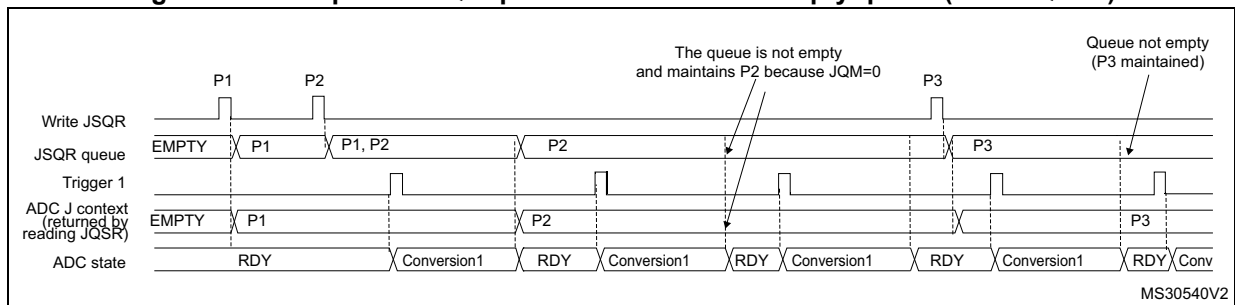 The queue is not empty
and maintains P2 because JQM=0
Queue not empty
(P3 maintained)
P1
P2
P3
Write JSQR
JSQR queue
EMPTY
P1
P1, P2
P2
P3
Trigger 1
ADC J context
(returned by
reading JQSR)
EMPTY
P1
P2
P3
ADC state
RDY
Conversion1
RDY
Conversion1
RDY
Conversion1
RDY
Conversion1
RDY
Conv
MS30540V2